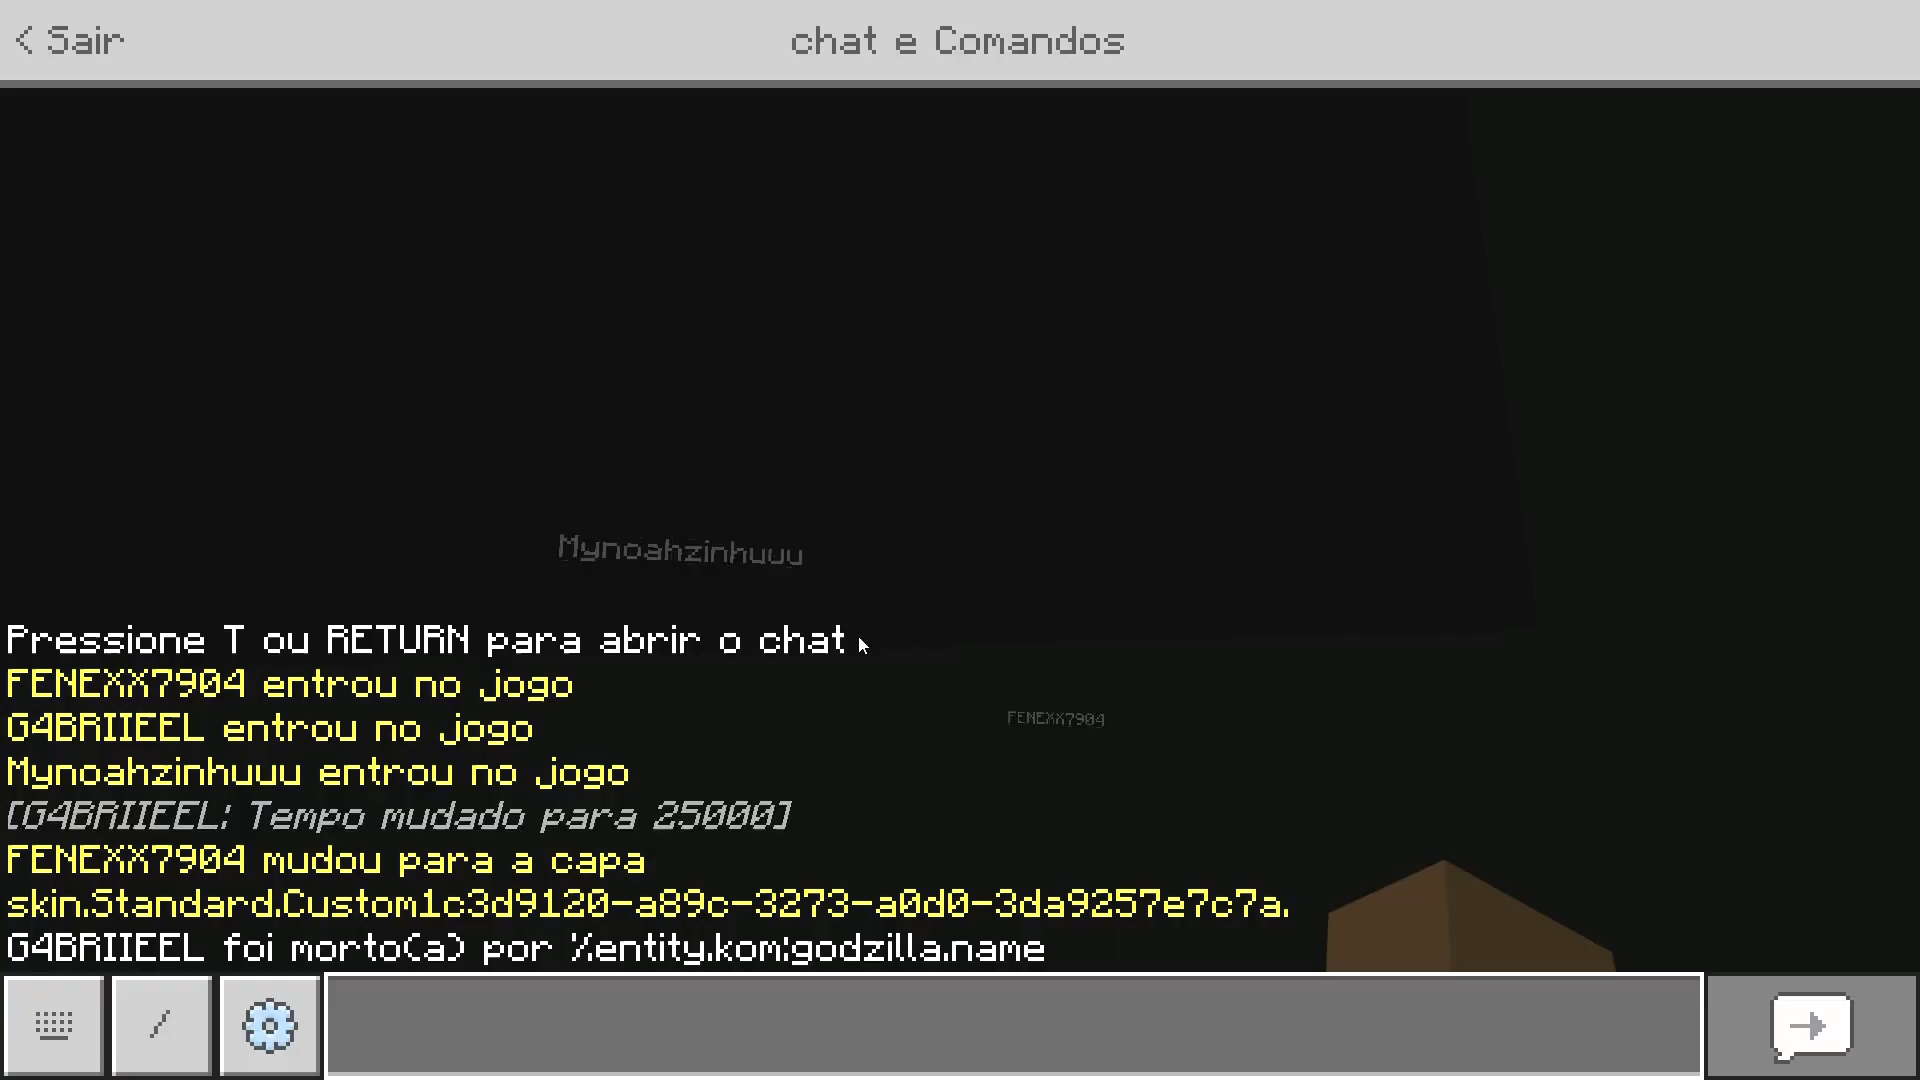 < Sair
chat e Comandos
Mynoahzinhuuu
Pressione T ou RETURN para abrir o chat
FENEXX7904 entrou no jogo
FENEXX7904
G4BRIIEEL entrou no jogo
Mynoahzinhuuu entrou no jogo
[G4BRIIEEL: Tempo mudado para 25000]
FENEXX7904 mudou para a capa
skin.Standard.Custom1c3d9120-a89c-3273-a0d0-3da9257e7c7a.
G4BRIIEEL foi morto(a) por %entity.kom:godzilla.name
/